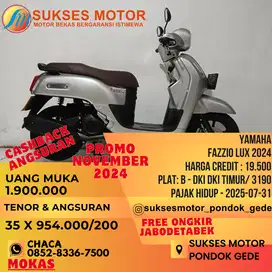 SUKSES MOTOR
MOTOR BEKAS BERGARANSI ISTIMEWA
CASHBACK
ANGSURAN
PROMO
NOVEMBER
2024
YAMAHA
FAZZIO LUX 2024
HARGA CREDIT : 19.500
PLAT: B - DKI DKI TIMUR/ 3190
PAJAK HIDUP - 2025-07-31
@suksesmotor_pondok_gede
UANG MUKA
1.900.000
TENOR & ANGSURAN
35 X 954.000/200
FREE ONGKIR
JABODETABEK
CHACA
0852-8336-7500
MOKAS
SUKSES MOTOR
PONDOK GEDE